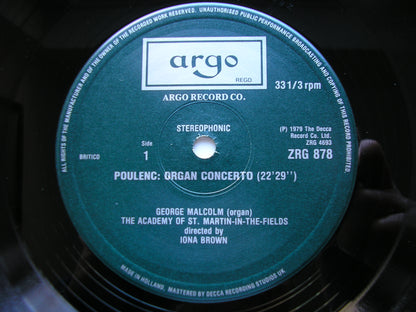 ALL RIGHTS OF THE MANUFACTURER AND OF THE OWNER OF THE RECORDED WORK RESERVED. UNAUTHORISED PUBLIC PERFORMANCE BROADCASTING AND COPYING OF THIS RECORD PROHIBITED.
argo
REGD
ARGO RECORD CO.
33 1/3 rpm
STEREOPHONIC
BRITICO
Side
1
(P) 1979 The Decca
Record Co. Ltd.
ZRG 4693
ZRG 878
POULENC: ORGAN CONCERTO (22'29'')
GEORGE MALCOLM (organ)
THE ACADEMY OF ST. MARTIN-IN-THE-FIELDS
directed by
IONA BROWN
MADE IN HOLLAND. MASTERED BY DECCA RECORDING STUDIOS UK